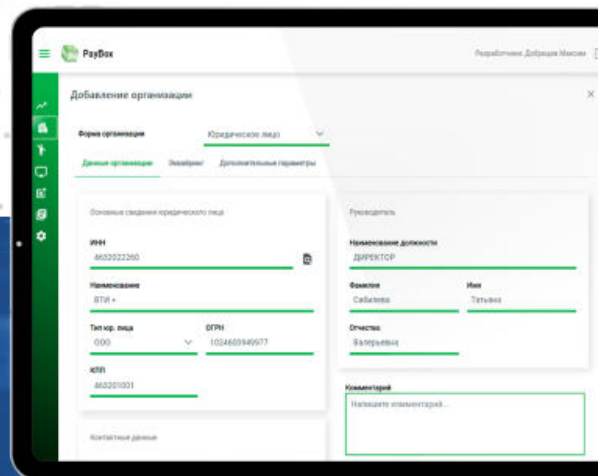 PayBox
Разработчики: Добрицев Максим
Добавление организации
Форма организации
Юридическое лицо
Данные организации
Эквайринг
Дополнительные параметры
Основные сведения юридического лица
ИНН
4632022260
Наименование
ВТИ +
Тип юр. лица
ОГРН
ООО
1024600949977
КПП
463201001
Контактные данные
Руководитель
Наименование должности
ДИРЕКТОР
Фамилия
Имя
Татьяна
Отчество
Валерьевна
Комментарий
Напишите комментарий...